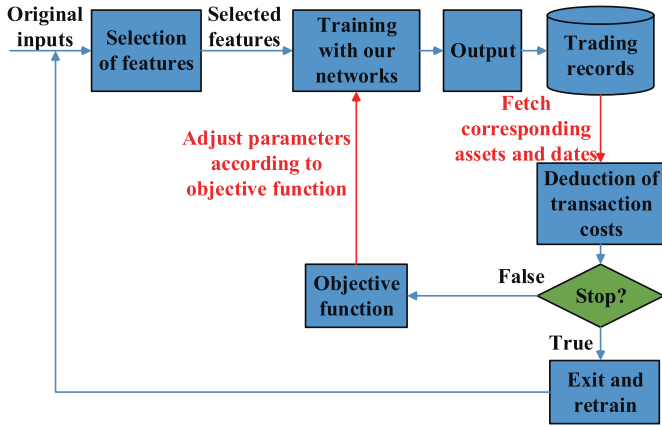 Original
inputs
Selection
of features
Selected
features
Training
with our
networks
Output
Trading
records
Fetch
corresponding
assets and dates
Adjust parameters
according to
objective function
Deduction of
transaction
costs
Objective
function
False
Stop?
True
Exit and
retrain